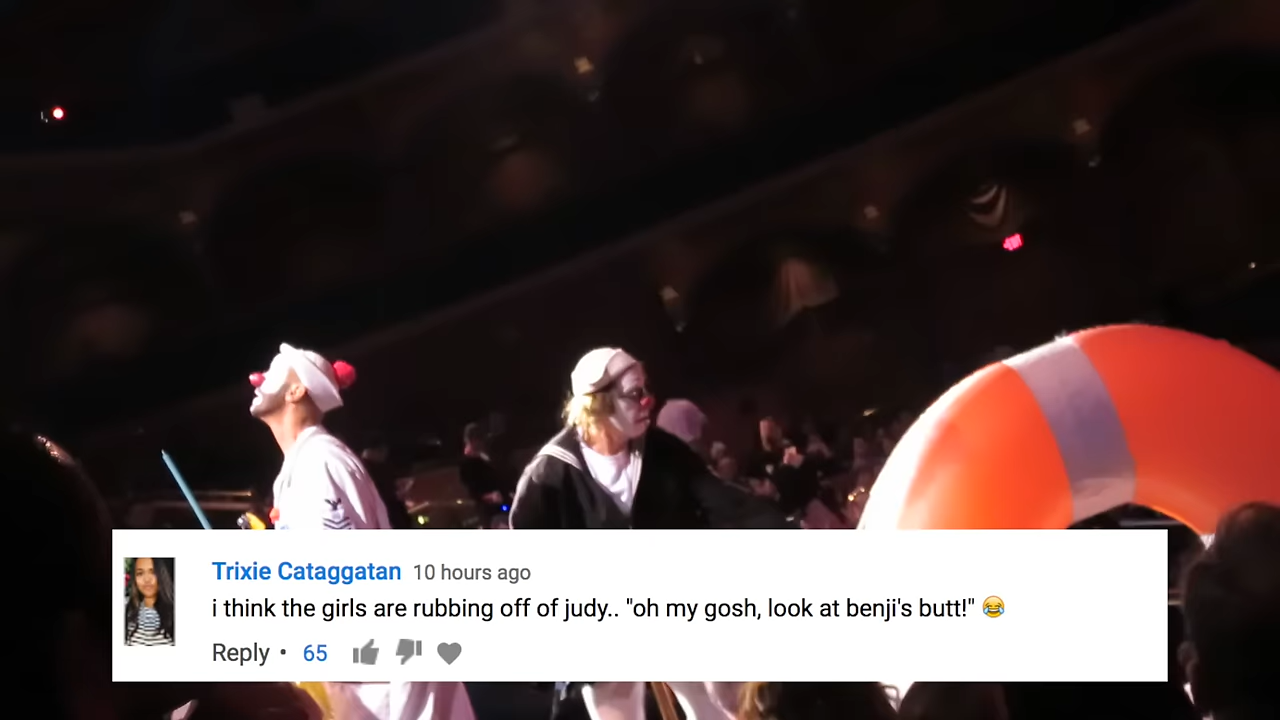 Trixie Cataggatan 10 hours ago
i think the girls are rubbing off of judy.. "oh my gosh, look at benji's butt!" 😂
Reply • 65